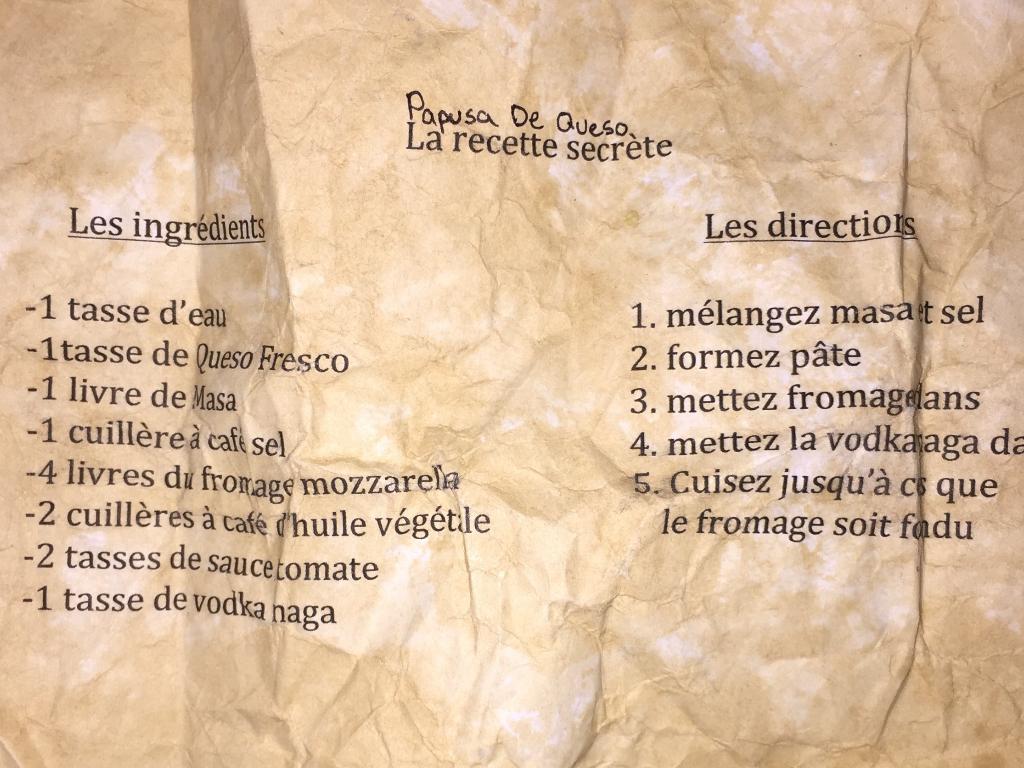 Papusa De Queso
La recette secrète
Les ingrédients
-1 tasse d'eau
-1tasse de Queso Fresco
-1 livre de Masa
-1 cuillère à café sel
-4 livres du fromage mozzarella
-2 cuillères à café d'huile végétale
-2 tasses de sauce tomate
-1 tasse de vodka naga
Les directions
1. mélangez masa et sel
2. formez pâte
3. mettez fromage dans
4. mettez la vodka naga da
5. Cuisez jusqu'à ce que
le fromage soit fondu